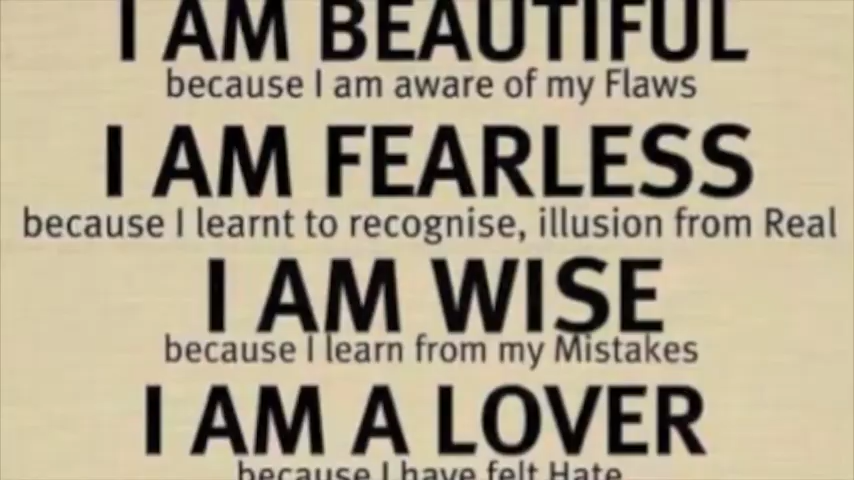 I AM BEAUTIFUL
because I am aware of my Flaws
I AM FEARLESS
because I learnt to recognise, illusion from Real
I AM WISE
because I learn from my Mistakes
I AM A LOVER
because I have felt Hate